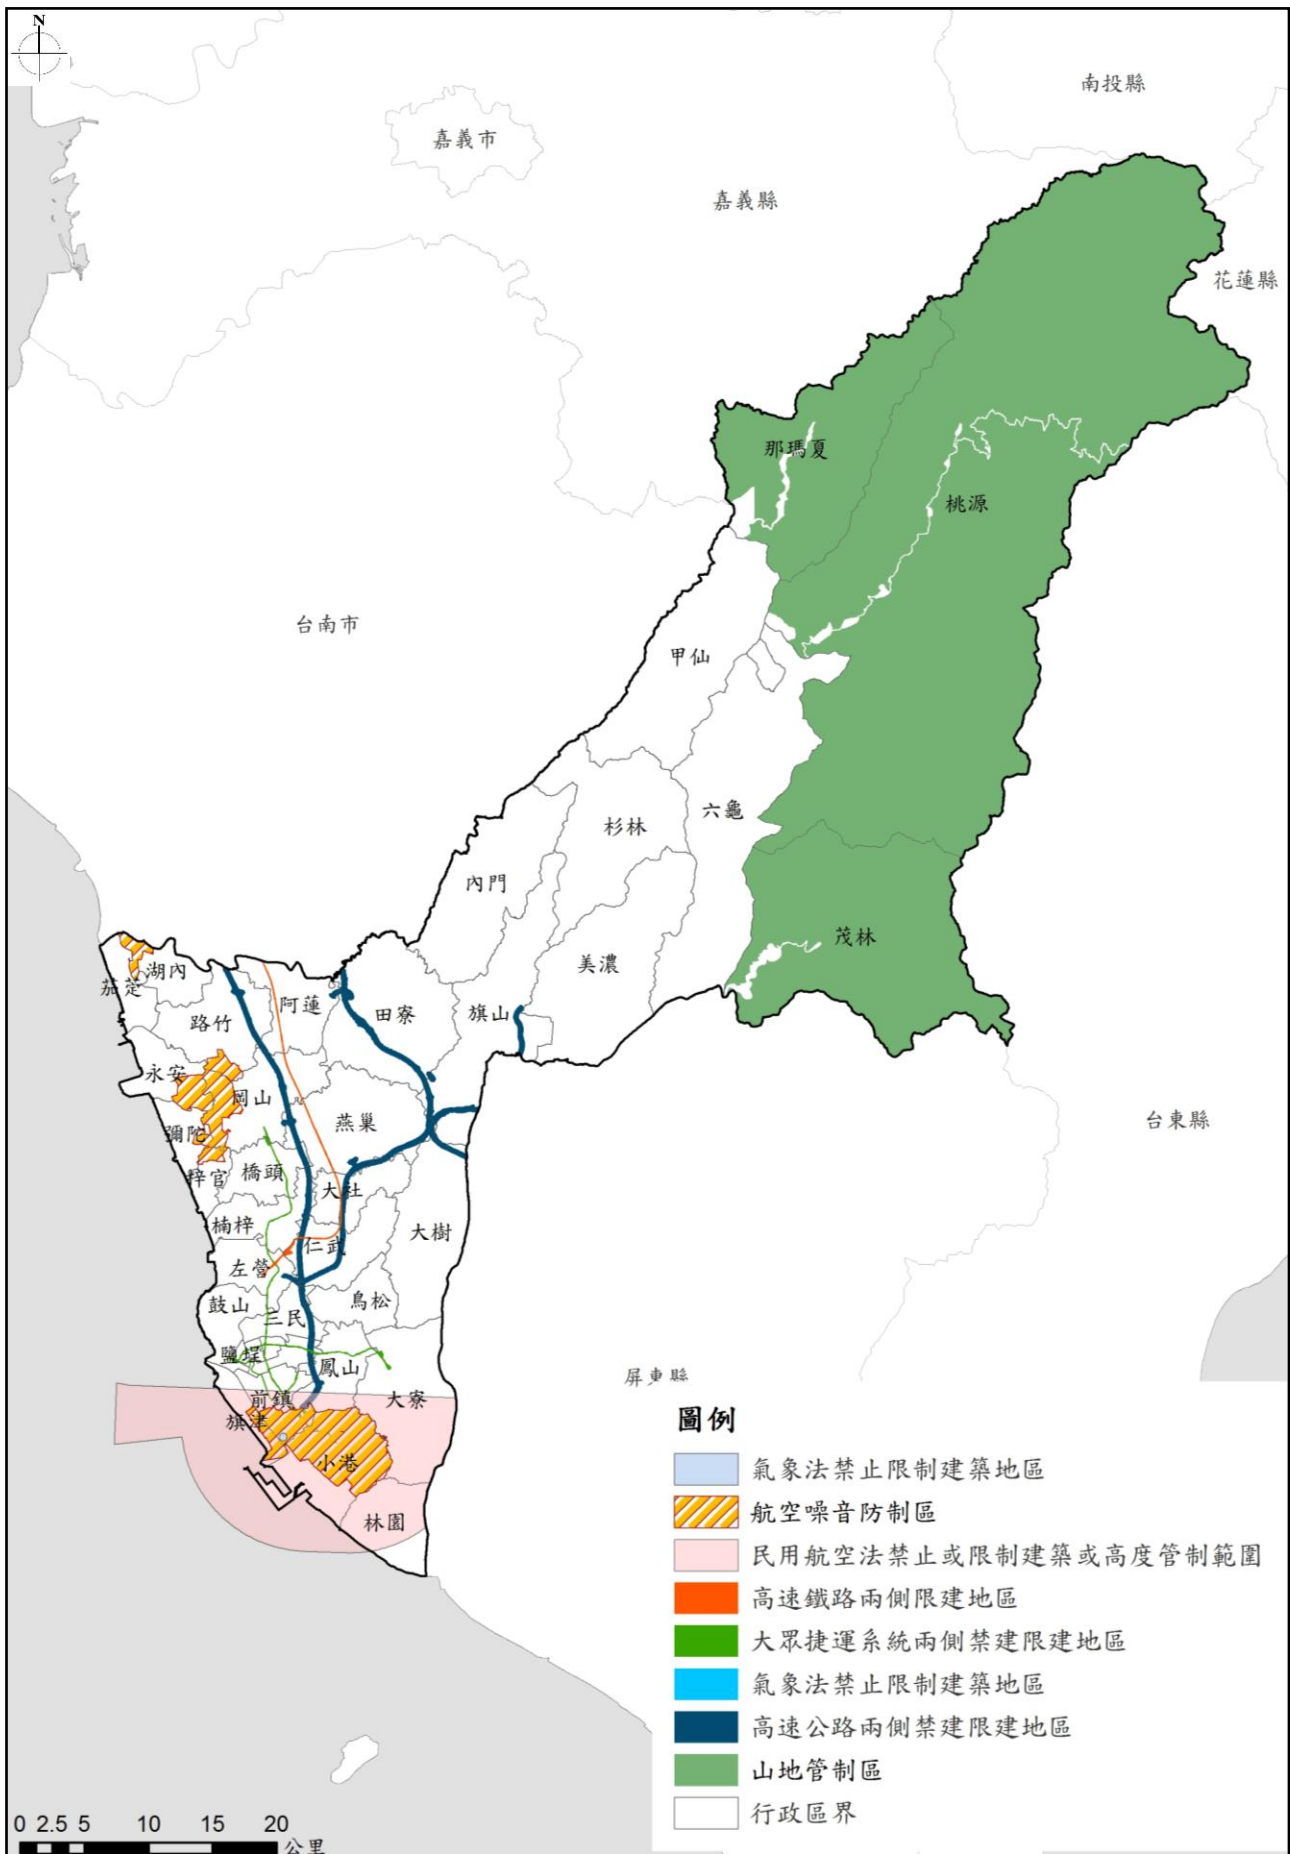 N
南投縣
嘉義市
嘉義縣
花蓮縣
那瑪夏
桃源
台南市
甲仙
六龜
杉林
內門
茂林
美濃
湖內
茄萣
阿蓮
田寮
旗山
路竹
永安
岡山
燕巢
台東縣
彌陀
梓官
橋頭
大社
楠梓
大樹
仁武
左營
鼓山
鳥松
三民
鹽埕
鳳山
屏東縣
前鎮
大寮
旗津
小港
林園
圖例
氣象法禁止限制建築地區
航空噪音防制區
民用航空法禁止或限制建築或高度管制範圍
高速鐵路兩側限建地區
大眾捷運系統兩側禁建限建地區
氣象法禁止限制建築地區
高速公路兩側禁建限建地區
山地管制區
行政區界
0 2.5 5 10 15 20
公里